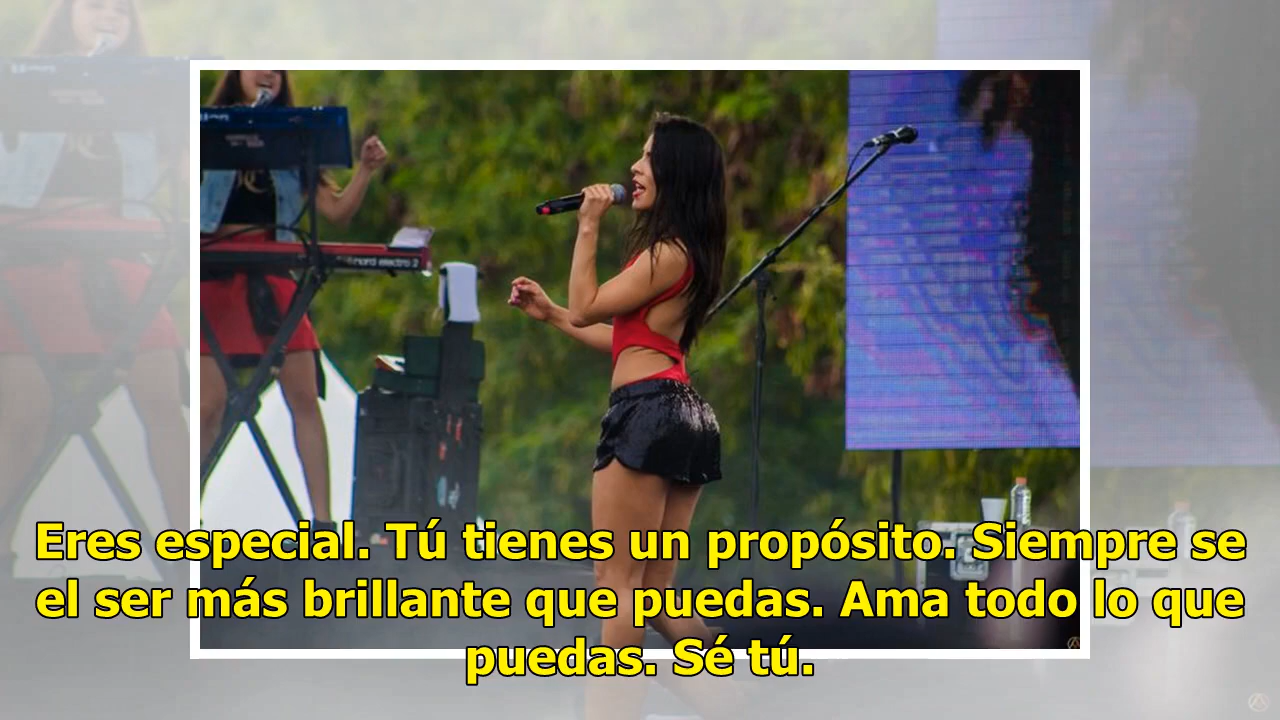 nord electro 2
Eres especial. Tú tienes un propósito. Siempre se
el ser más brillante que puedas. Ama todo lo que
puedas. Sé tú.